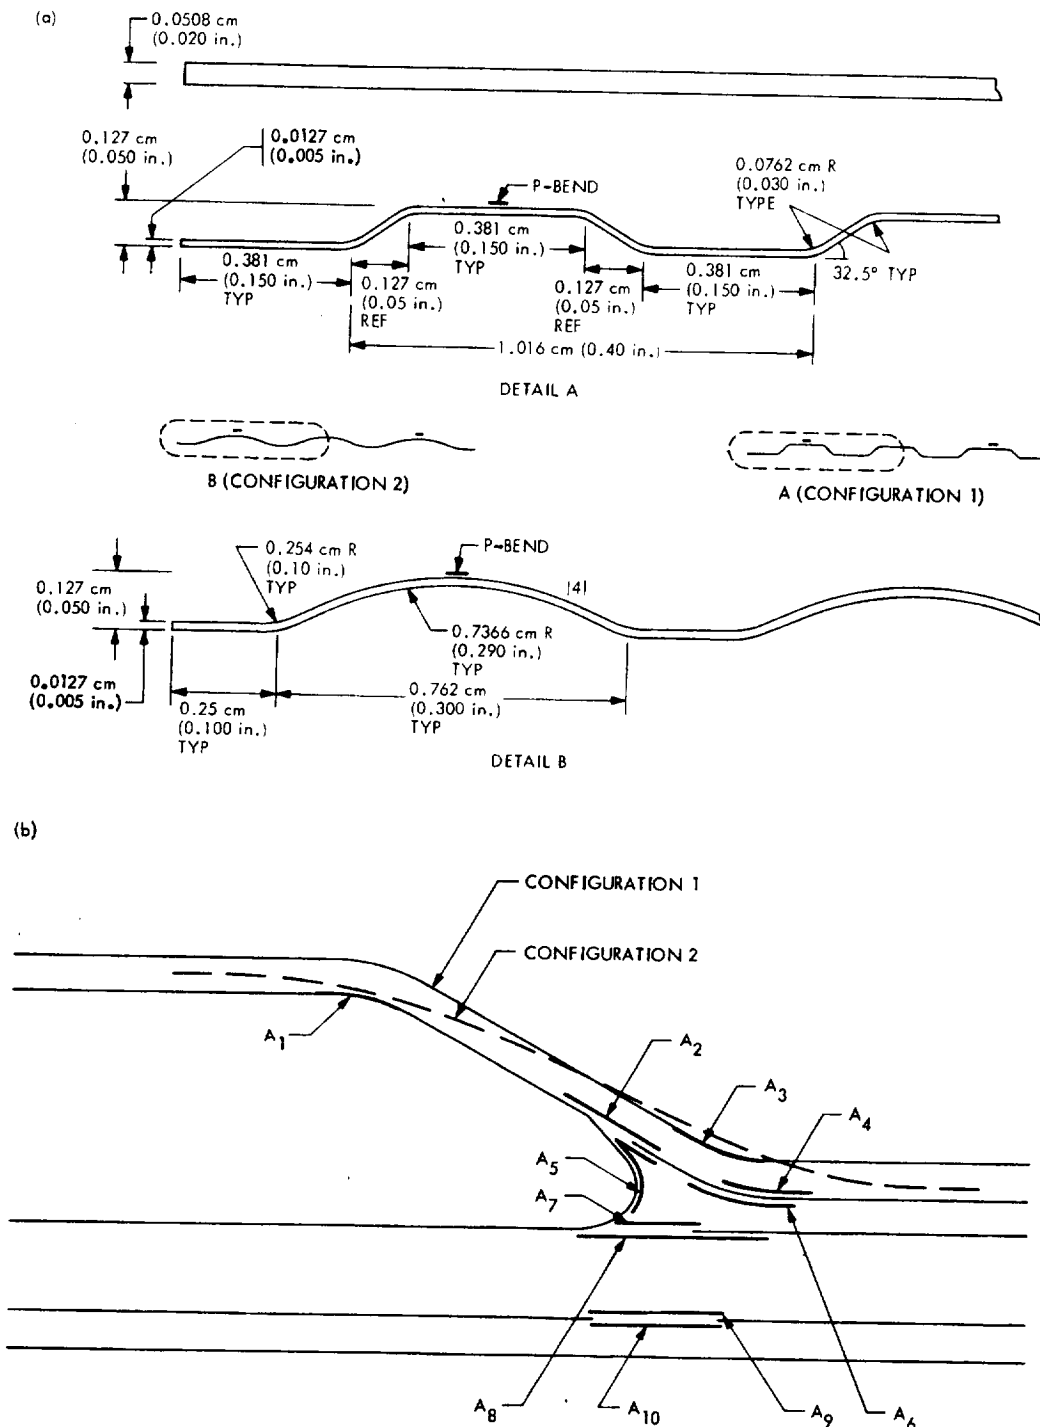 (a)
0.0508 cm
(0.020 in.)
0.127 cm
(0.050 in.)
0.0127 cm
(0.005 in.)
P-BEND
0.0762 cm R
(0.030 in.)
TYPE
0.381 cm
(0.150 in.)
TYP
0.127 cm
(0.05 in.)
REF
0.381 cm
(0.150 in.)
TYP
0.127 cm
(0.05 in.)
REF
0.381 cm
(0.150 in.)
TYP
32.5° TYP
1.016 cm (0.40 in.)
DETAIL A
B (CONFIGURATION 2)
A (CONFIGURATION 1)
0.254 cm R
(0.10 in.)
TYP
P-BEND
|4|
0.127 cm
(0.050 in.)
0.7366 cm R
(0.290 in.)
TYP
0.0127 cm
(0.005 in.)
0.25 cm
(0.100 in.)
TYP
0.762 cm
(0.300 in.)
TYP
DETAIL B
(b)
CONFIGURATION 1
CONFIGURATION 2
A1
A2
A3
A4
A5
A7
A8
A10
A9
A6